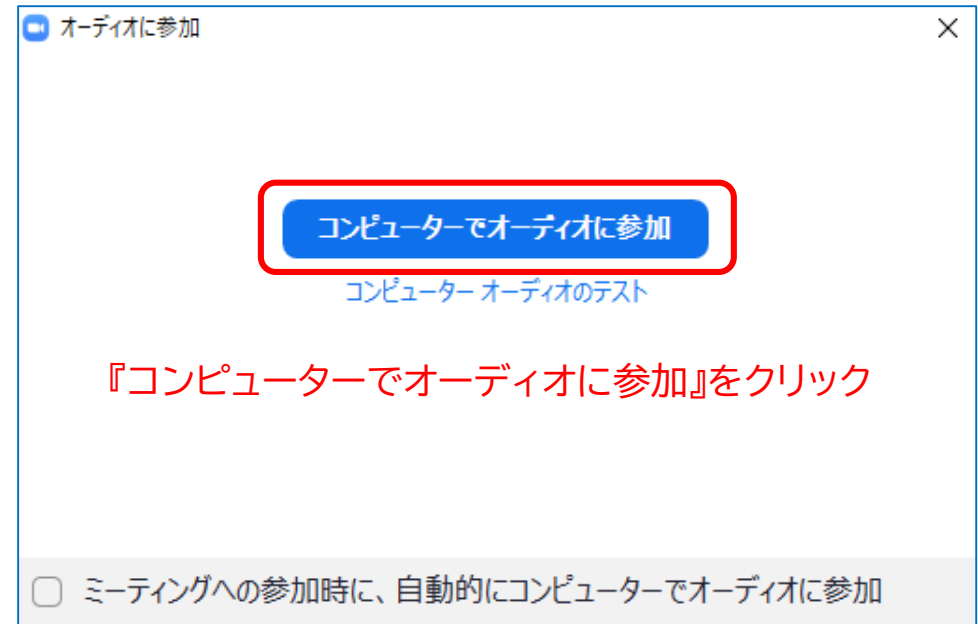 オーディオに参加
コンピューターでオーディオに参加
コンピューター オーディオのテスト
『コンピューターでオーディオに参加』をクリック
ミーティングへの参加時に、自動的にコンピューターでオーディオに参加